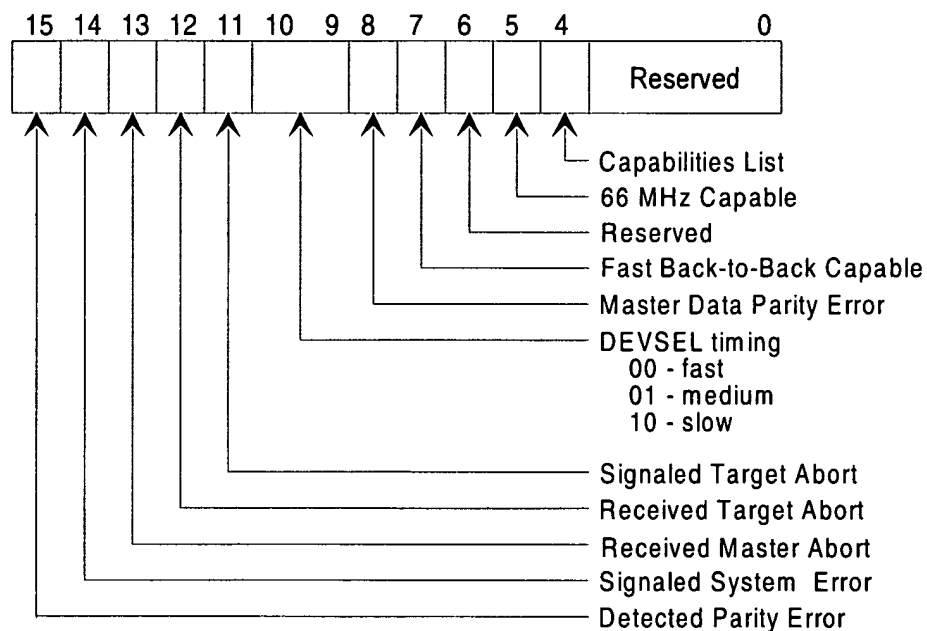 15 14 13 12 11 10 9 8 7 6 5 4 0
Reserved
Capabilities List
66 MHz Capable
Reserved
Fast Back-to-Back Capable
Master Data Parity Error
DEVSEL timing
00 - fast
01 - medium
10 - slow
Signaled Target Abort
Received Target Abort
Received Master Abort
Signaled System Error
Detected Parity Error